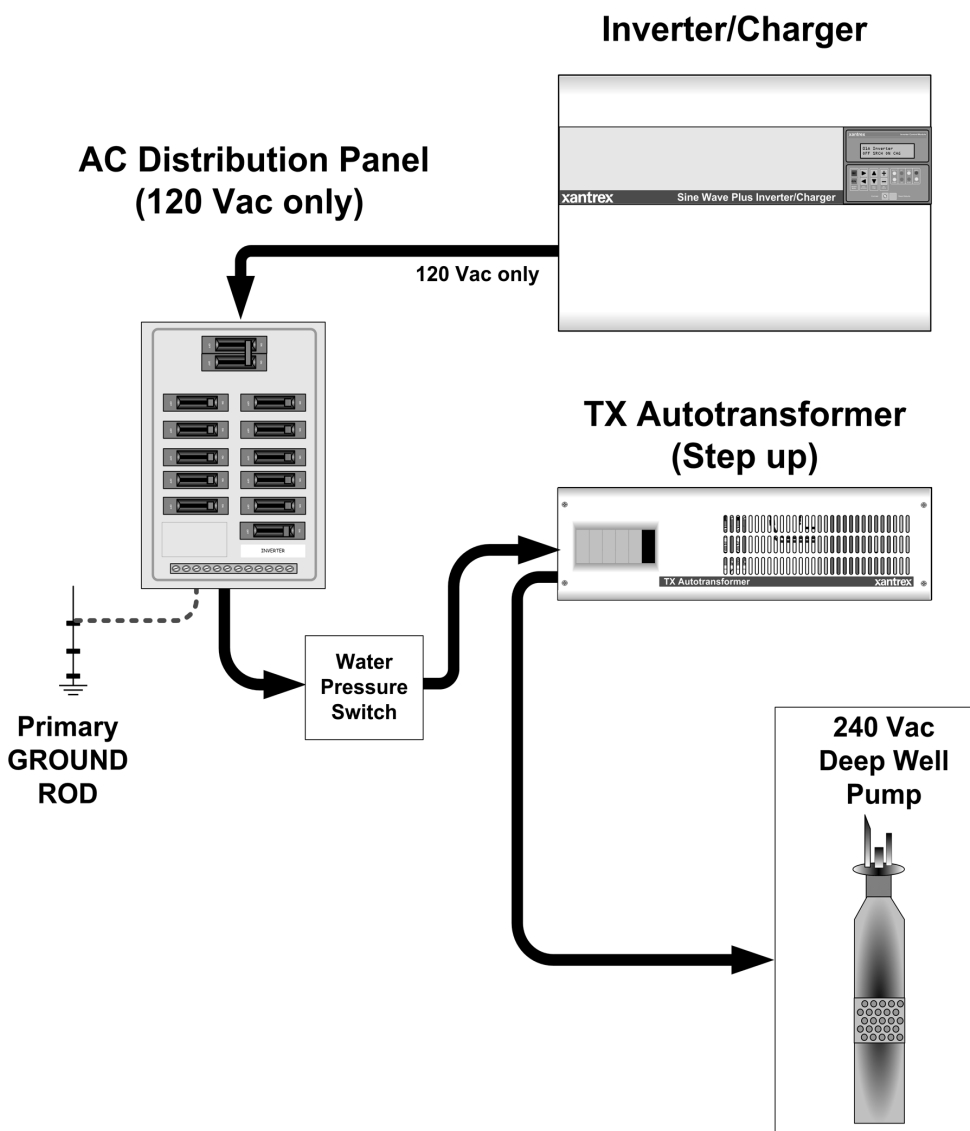 Inverter/Charger
AC Distribution Panel
(120 Vac only)
xantrex
Sine Wave Plus Inverter/Charger
120 Vac only
TX Autotransformer
(Step up)
INVERTER
TX Autotransformer
xantrex
Water
Pressure
Switch
Primary
GROUND
ROD
240 Vac
Deep Well
Pump